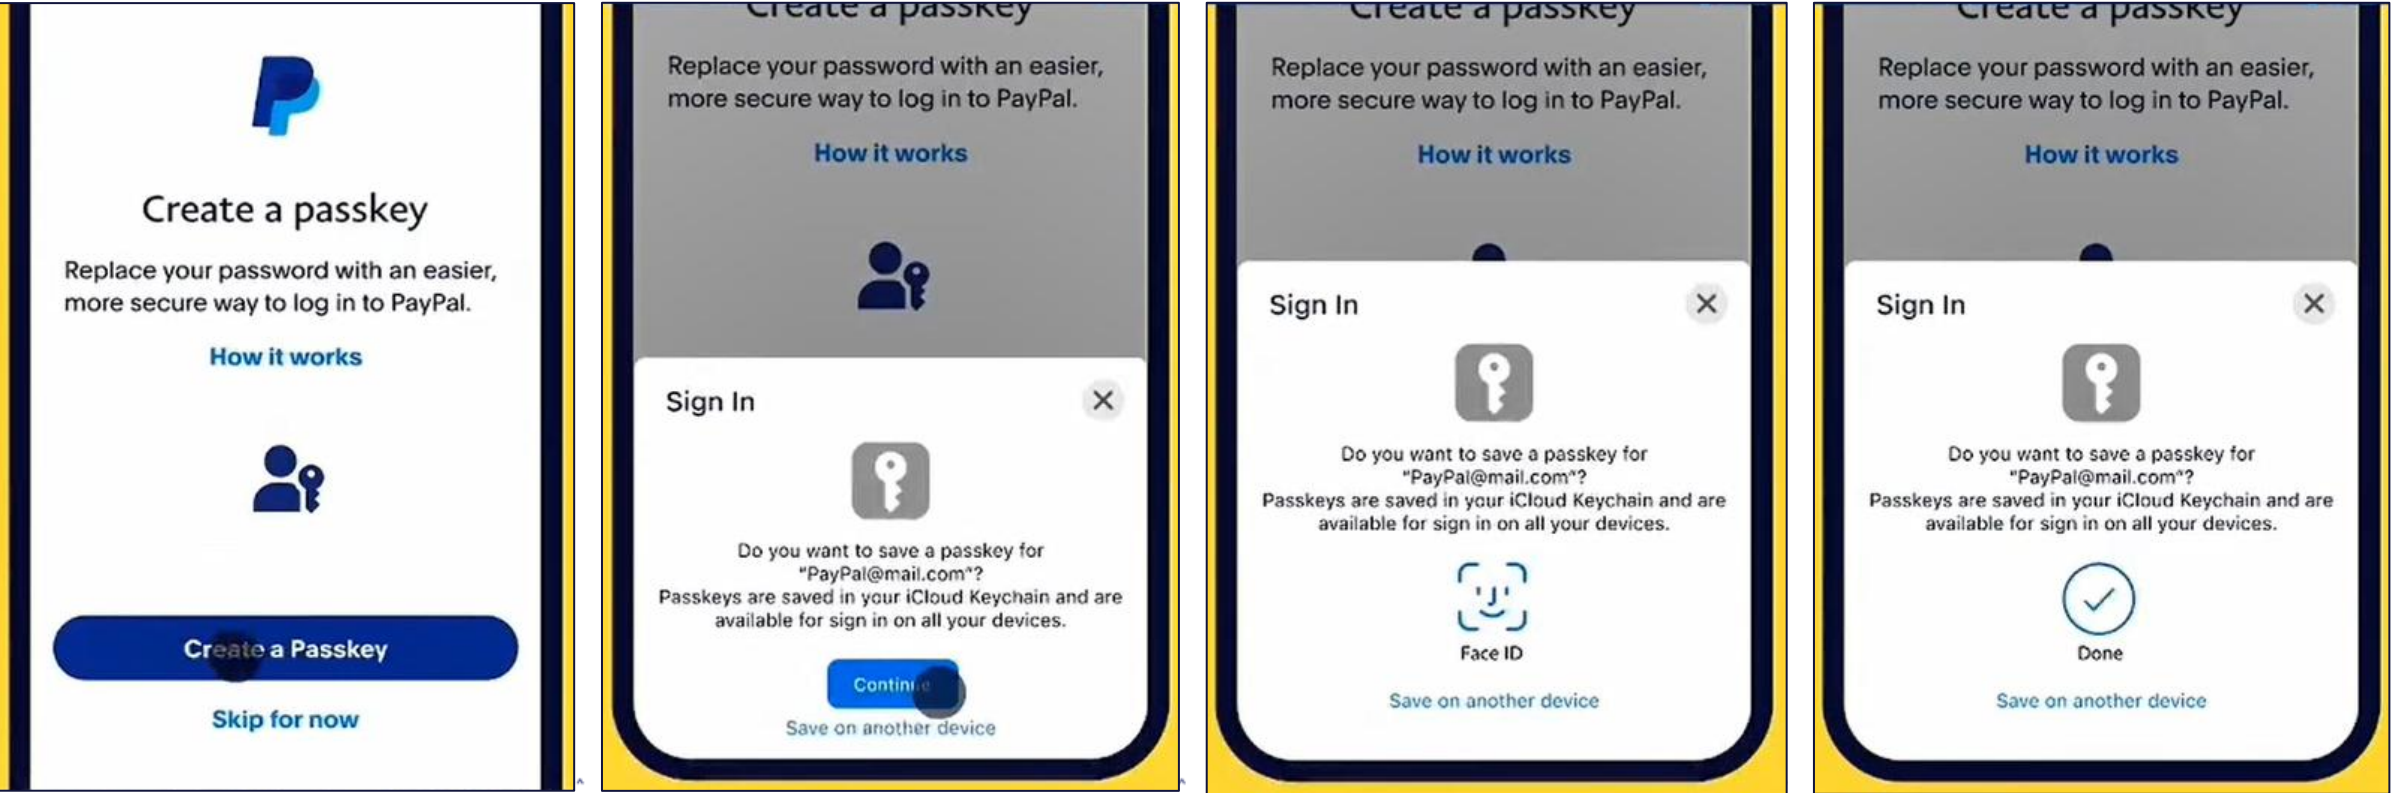 Create a passkey
Replace your password with an easier,
more secure way to log in to PayPal.
How it works
Create a Passkey
Skip for now
Create a passkey
Replace your password with an easier,
more secure way to log in to PayPal.
How it works
Sign In
Do you want to save a passkey for
"PayPal@mail.com"?
Passkeys are saved in your iCloud Keychain and are
available for sign in on all your devices.
Continue
Save on another device
Create a passkey
Replace your password with an easier,
more secure way to log in to PayPal.
How it works
Sign In
Do you want to save a passkey for
"PayPal@mail.com"?
Passkeys are saved in your iCloud Keychain and are
available for sign in on all your devices.
Face ID
Save on another device
Create a passkey
Replace your password with an easier,
more secure way to log in to PayPal.
How it works
Sign In
Do you want to save a passkey for
"PayPal@mail.com"?
Passkeys are saved in your iCloud Keychain and are
available for sign in on all your devices.
Done
Save on another device